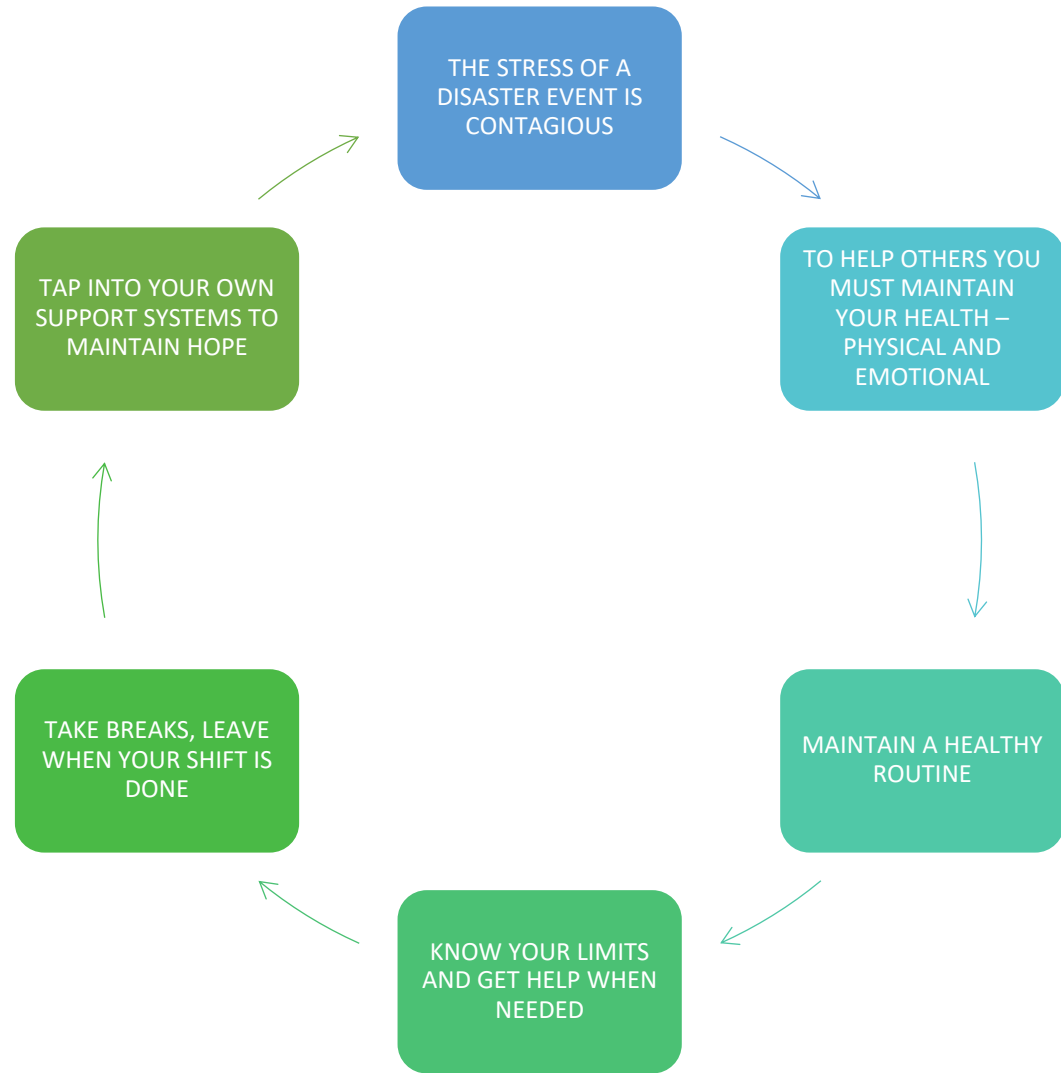 THE STRESS OF A
DISASTER EVENT IS
CONTAGIOUS
TO HELP OTHERS YOU
MUST MAINTAIN
YOUR HEALTH –
PHYSICAL AND
EMOTIONAL
MAINTAIN A HEALTHY
ROUTINE
KNOW YOUR LIMITS
AND GET HELP WHEN
NEEDED
TAKE BREAKS, LEAVE
WHEN YOUR SHIFT IS
DONE
TAP INTO YOUR OWN
SUPPORT SYSTEMS TO
MAINTAIN HOPE